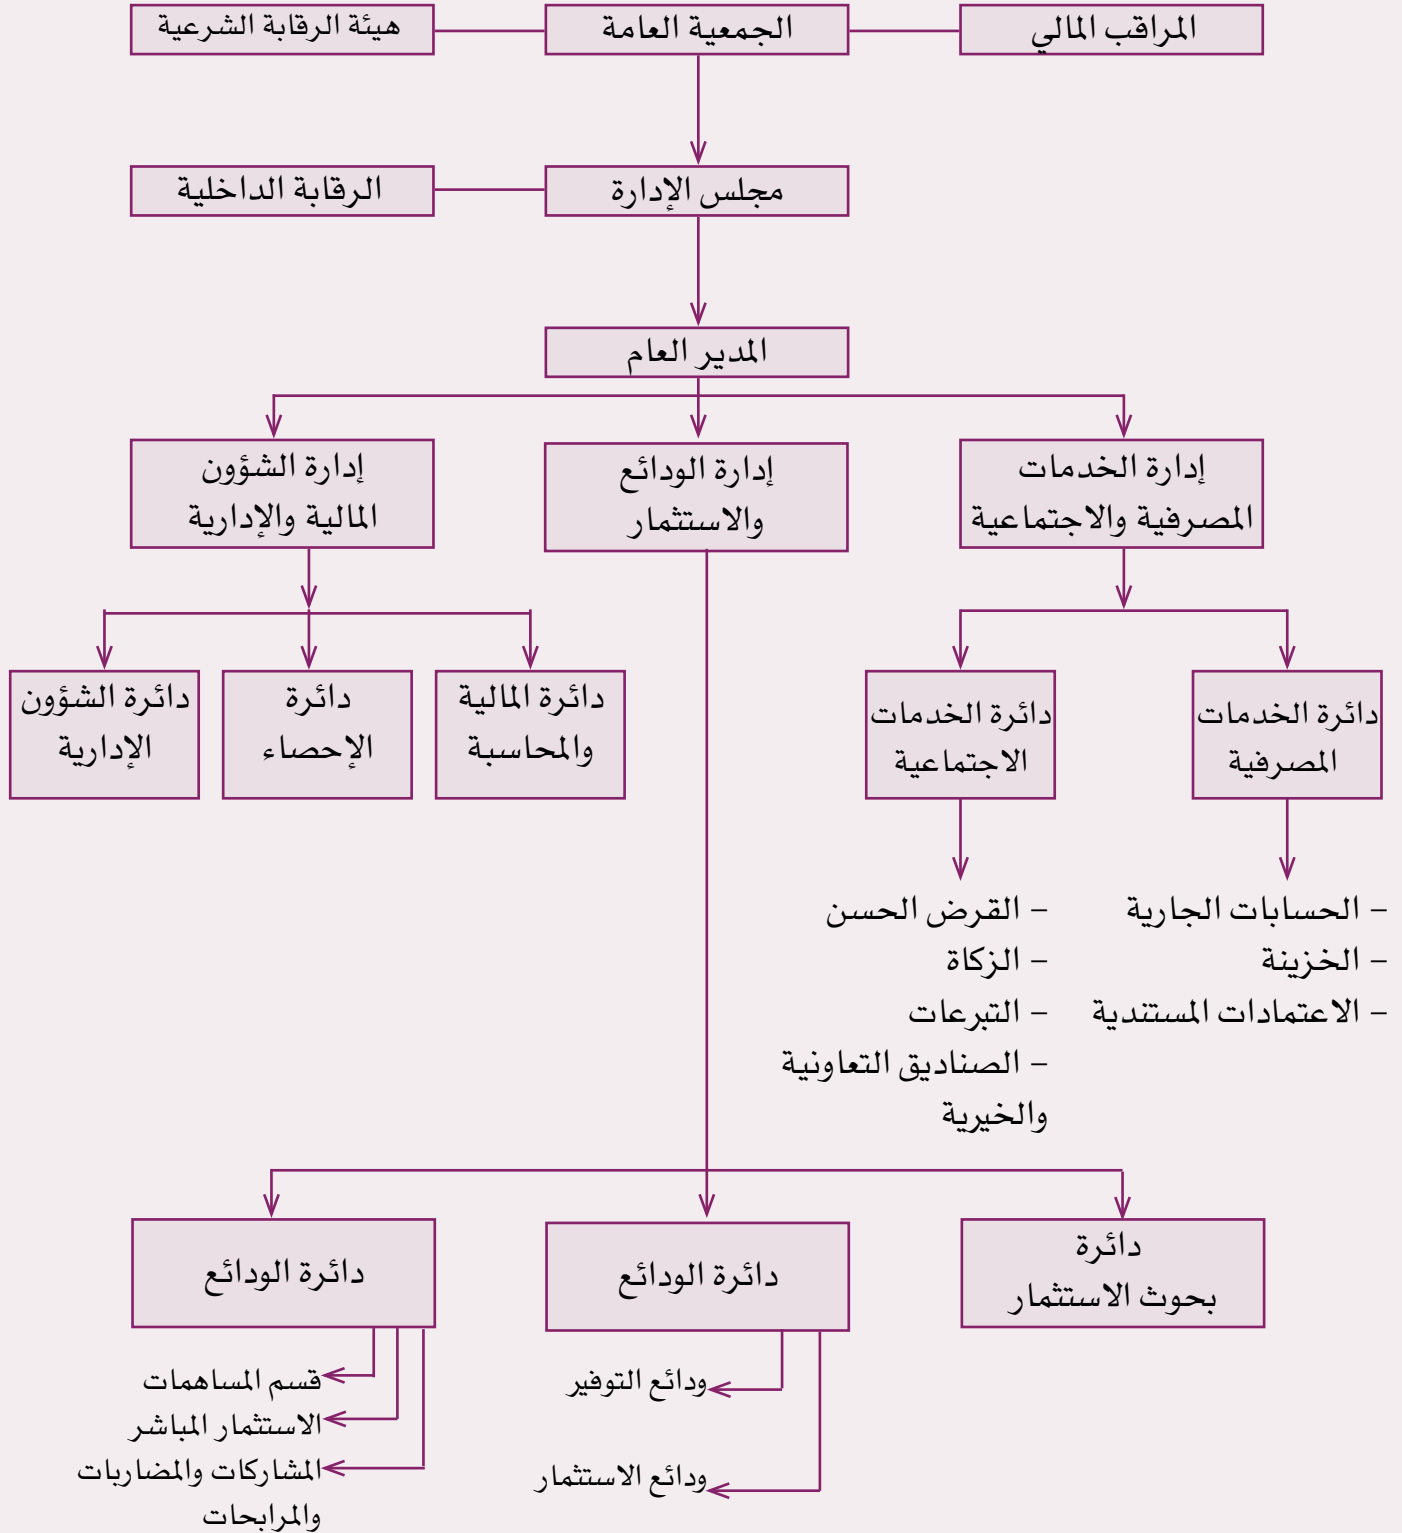 المراقب المالي
الجمعية العامة
هيئة الرقابة الشرعية
مجلس الإدارة
الرقابة الداخلية
المدير العام
إدارة الخدمات
المصرفية والاجتماعية
إدارة الودائع
والاستثمار
إدارة الشؤون
المالية والإدارية
دائرة الخدمات
المصرفية
دائرة الخدمات
الاجتماعية
دائرة المالية
والمحاسبة
دائرة
الإحصاء
دائرة الشؤون
الإدارية
– الحسابات الجارية
– الخزينة
– الاعتمادات المستندية
– القرض الحسن
– الزكاة
– التبرعات
– الصناديق التعاونية
والخيرية
دائرة
بحوث الاستثمار
دائرة الودائع
دائرة الودائع
ودائع التوفير
ودائع الاستثمار
قسم المساهمات
الاستثمار المباشر
المشاركات والمضاربات
والمرابحات